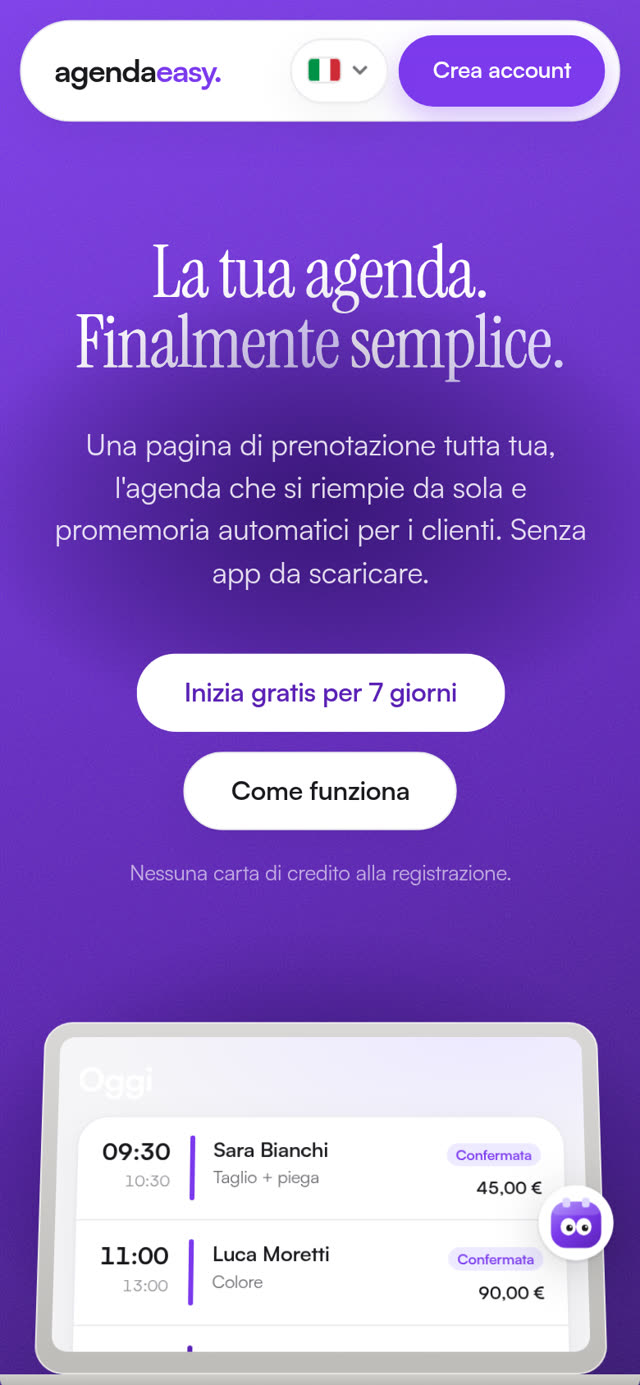 agendaeasy.
Crea account
La tua agenda.
Finalmente semplice.
Una pagina di prenotazione tutta tua,
l'agenda che si riempie da sola e
promemoria automatici per i clienti. Senza
app da scaricare.
Inizia gratis per 7 giorni
Come funziona
Nessuna carta di credito alla registrazione.
Oggi
09:30 Sara Bianchi Confermata
10:30 Taglio + piega 45,00 €
11:00 Luca Moretti Confermata
13:00 Colore 90,00 €